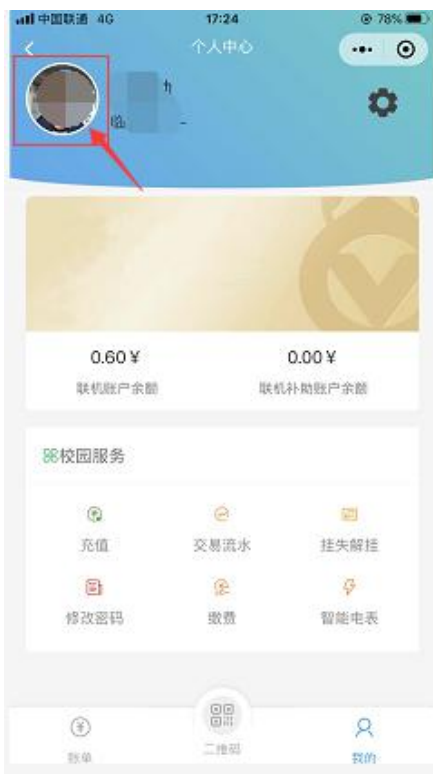 中国联通 4G 17:24 78%
个人中心
临
0.60¥ 0.00¥
联机账户余额 联机补助账户余额
校园服务
充值 交易流水 挂失解挂
修改密码 缴费 智能电表
账单 二维码 我的